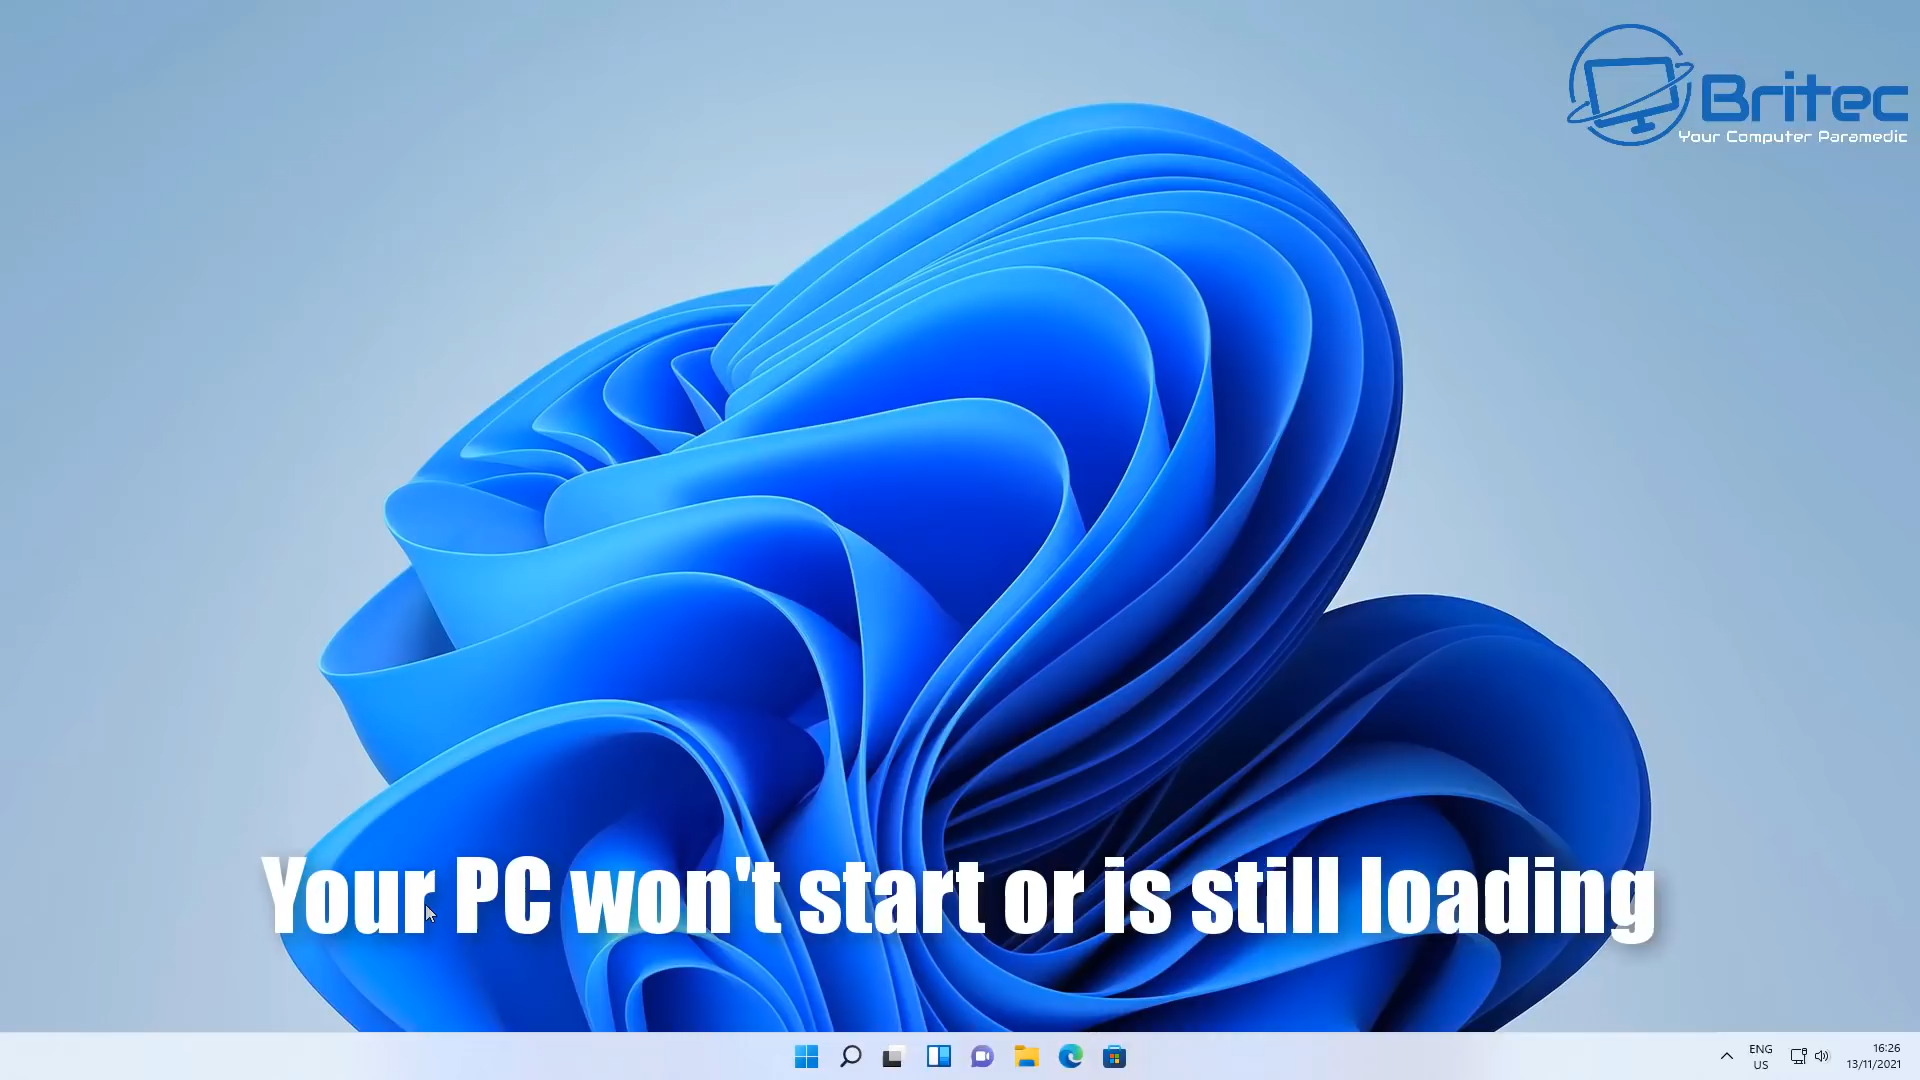 Britec
Your Computer Paramedic
Your PC won't start or is still loading
ENG
US
16:26
13/11/2021